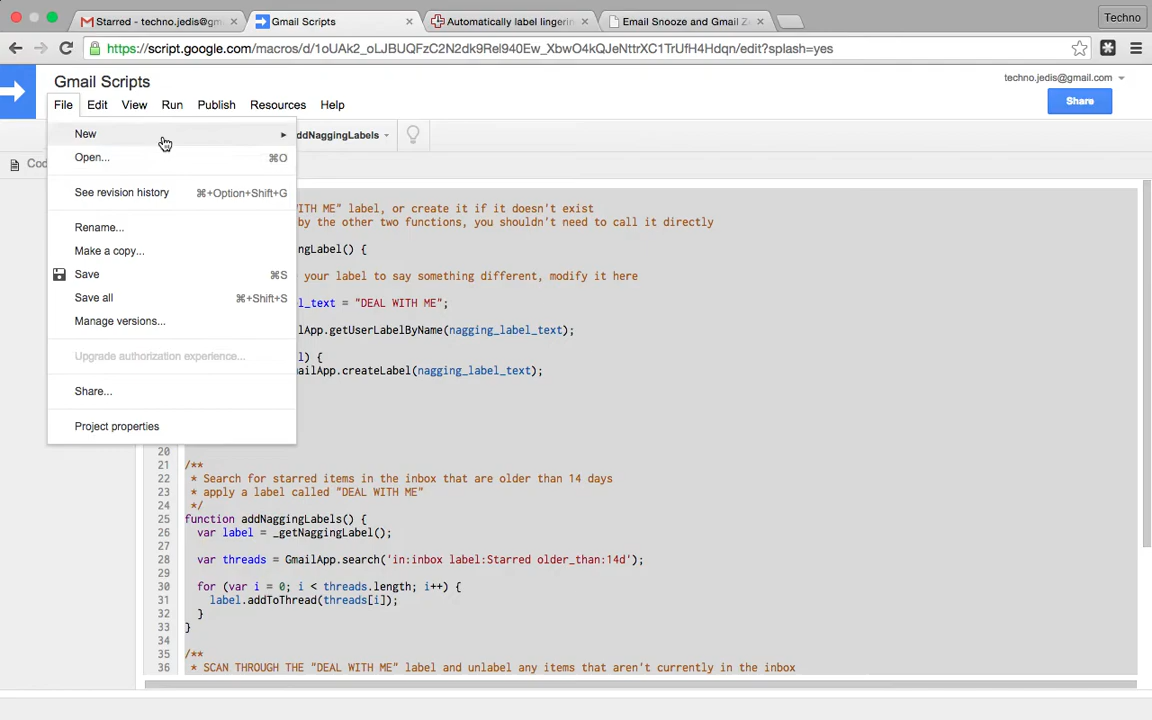 Starred - techno.jedis@gm
Gmail Scripts
Automatically label lingerin
Email Snooze and Gmail Z
Techno
https://script.google.com/macros/d/1oUAk2_oLJBUQFzC2N2dk9Rel940Ew_XbwO4kQJeNttrXC1TrUfH4Hdqn/edit?splash=yes
Gmail Scripts
techno.jedis@gmail.com
File Edit View Run Publish Resources Help
Share
New
ddNaggingLabels
Open... ⌘O
Cod
See revision history ⌘+Option+Shift+G
ITH ME" label, or create it if it doesn't exist
by the other two functions, you shouldn't need to call it directly
Rename...
ngLabel() {
Make a copy...
Save ⌘S
your label to say something different, modify it here
Save all ⌘+Shift+S
l_text = "DEAL WITH ME";
Manage versions...
lApp.getUserLabelByName(nagging_label_text);
Upgrade authorization experience...
l) {
ailApp.createLabel(nagging_label_text);
Share...
Project properties
20
21 /**
22 * Search for starred items in the inbox that are older than 14 days
23 * apply a label called "DEAL WITH ME"
24 */
25 function addNaggingLabels() {
26 var label = _getNaggingLabel();
27
28 var threads = GmailApp.search('in:inbox label:Starred older_than:14d');
29
30 for (var i = 0; i < threads.length; i++) {
31 label.addToThread(threads[i]);
32 }
33 }
34
35 /**
36 * SCAN THROUGH THE "DEAL WITH ME" label and unlabel any items that aren't currently in the inbox